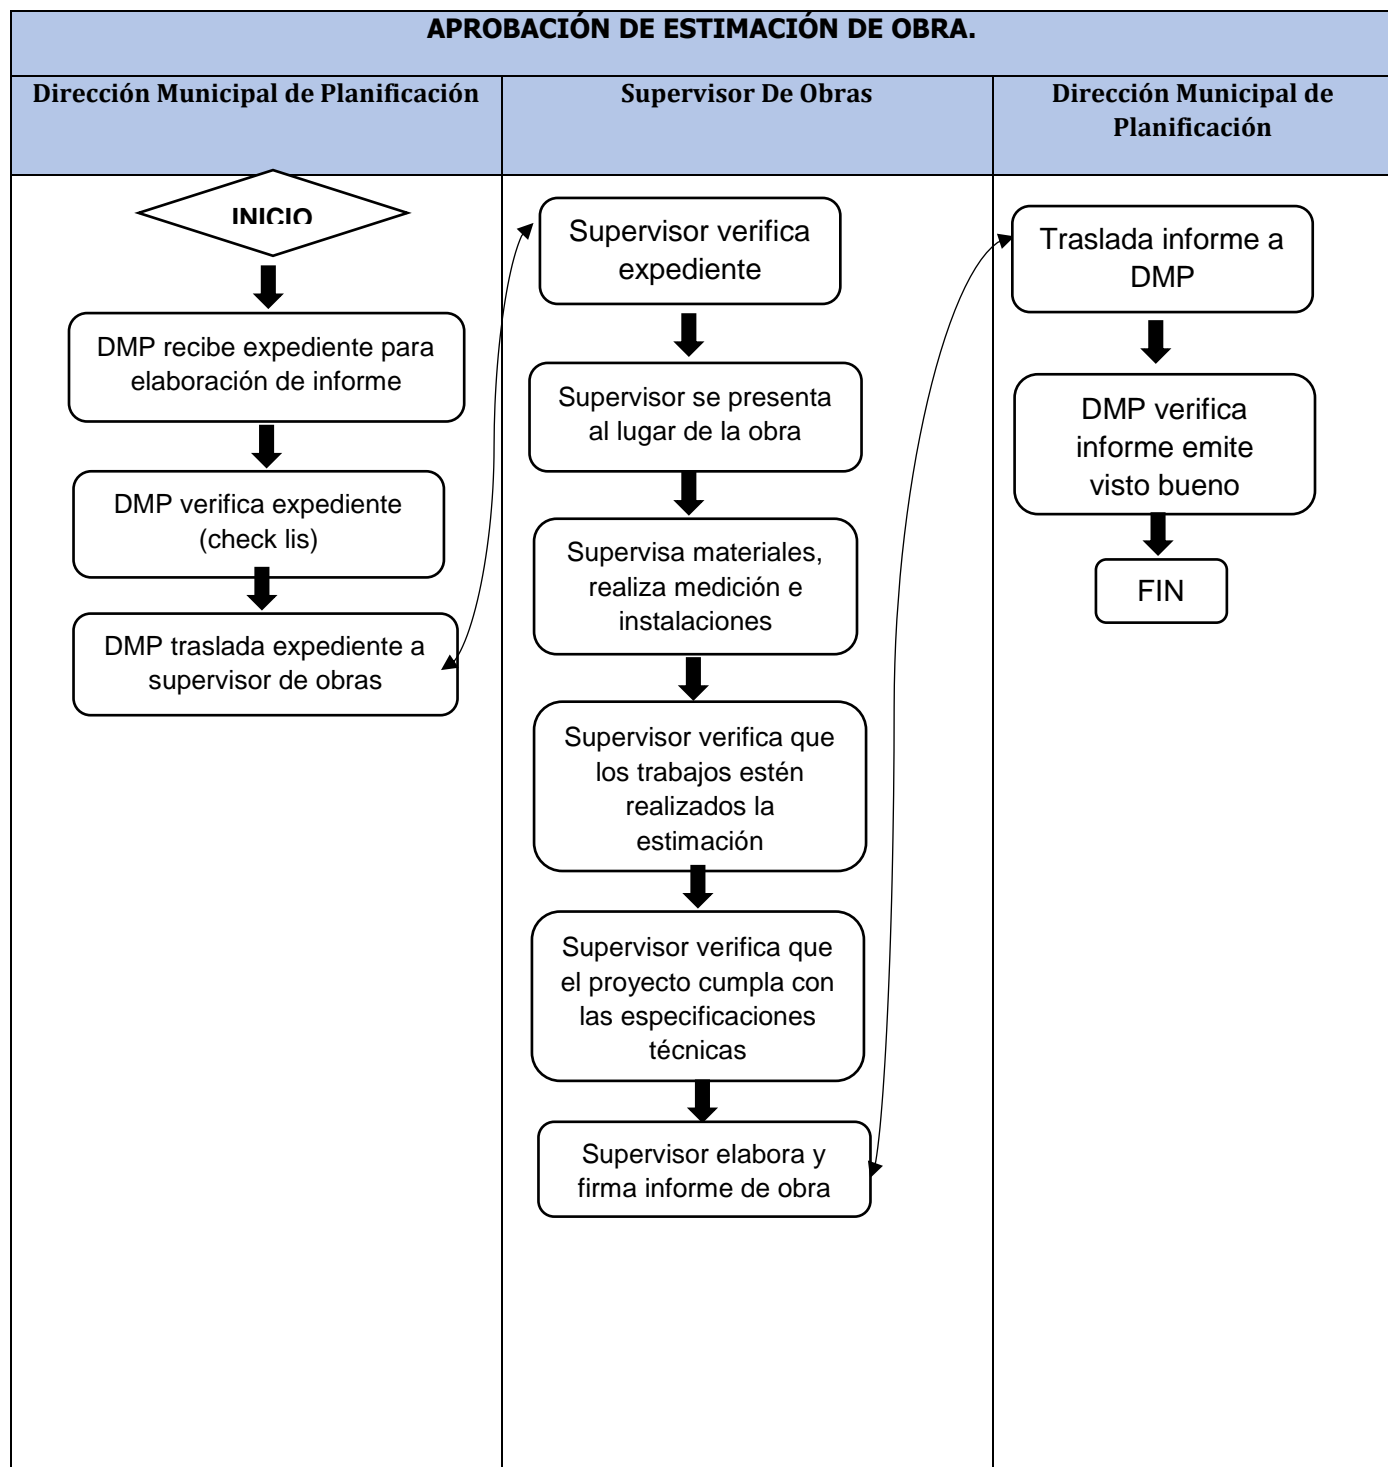 APROBACIÓN DE ESTIMACIÓN DE OBRA.
Dirección Municipal de Planificación
Supervisor De Obras
Dirección Municipal de
Planificación
INICIO
DMP recibe expediente para
elaboración de informe
DMP verifica expediente
(check lis)
DMP traslada expediente a
supervisor de obras
Supervisor verifica
expediente
Supervisor se presenta
al lugar de la obra
Supervisa materiales,
realiza medición e
instalaciones
Supervisor verifica que
los trabajos estén
realizados la
estimación
Supervisor verifica que
el proyecto cumpla con
las especificaciones
técnicas
Supervisor elabora y
firma informe de obra
Traslada informe a
DMP
DMP verifica
informe emite
visto bueno
FIN